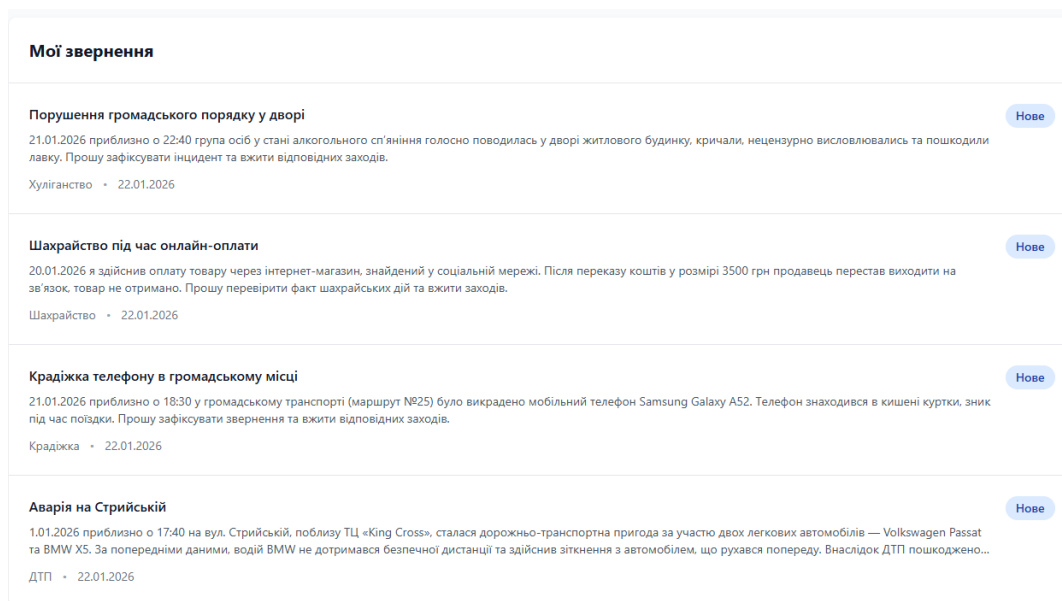 Мої звернення
Порушення громадського порядку у дворі
Нове
21.01.2026 приблизно о 22:40 група осіб у стані алкогольного сп’яніння голосно поводилась у дворі житлового будинку, кричали, нецензурно висловлювались та пошкодили
лавку. Прошу зафіксувати інцидент та вжити відповідних заходів.
Хуліганство • 22.01.2026
Шахрайство під час онлайн-оплати
Нове
20.01.2026 я здійснив оплату товару через інтернет-магазин, знайдений у соціальній мережі. Після переказу коштів у розмірі 3500 грн продавець перестав виходити на
зв’язок, товар не отримано. Прошу перевірити факт шахрайських дій та вжити заходів.
Шахрайство • 22.01.2026
Крадіжка телефону в громадському місці
Нове
21.01.2026 приблизно о 18:30 у громадському транспорті (маршрут №25) було викрадено мобільний телефон Samsung Galaxy A52. Телефон знаходився в кишені куртки, зник
під час поїздки. Прошу зафіксувати звернення та вжити відповідних заходів.
Крадіжка • 22.01.2026
Аварія на Стрийській
Нове
1.01.2026 приблизно о 17:40 на вул. Стрийській, поблизу ТЦ «King Cross», сталася дорожньо-транспортна пригода за участю двох легкових автомобілів — Volkswagen Passat
та BMW X5. За попередніми даними, водій BMW не дотримався безпечної дистанції та здійснив зіткнення з автомобілем, що рухався попереду. Внаслідок ДТП пошкоджено...
ДТП • 22.01.2026